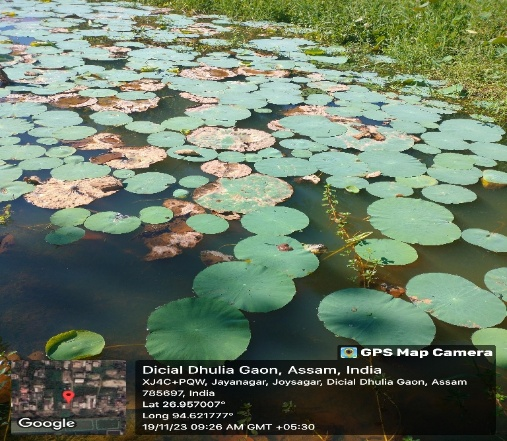 GPS Map Camera
Dicial Dhulia Gaon, Assam, India
XJ4C+PQW, Jayanagar, Joysagar, Dicial Dhulia Gaon, Assam
785697, India
Lat 26.957007°
Long 94.621777°
19/11/23 09:26 AM GMT +05:30
Google